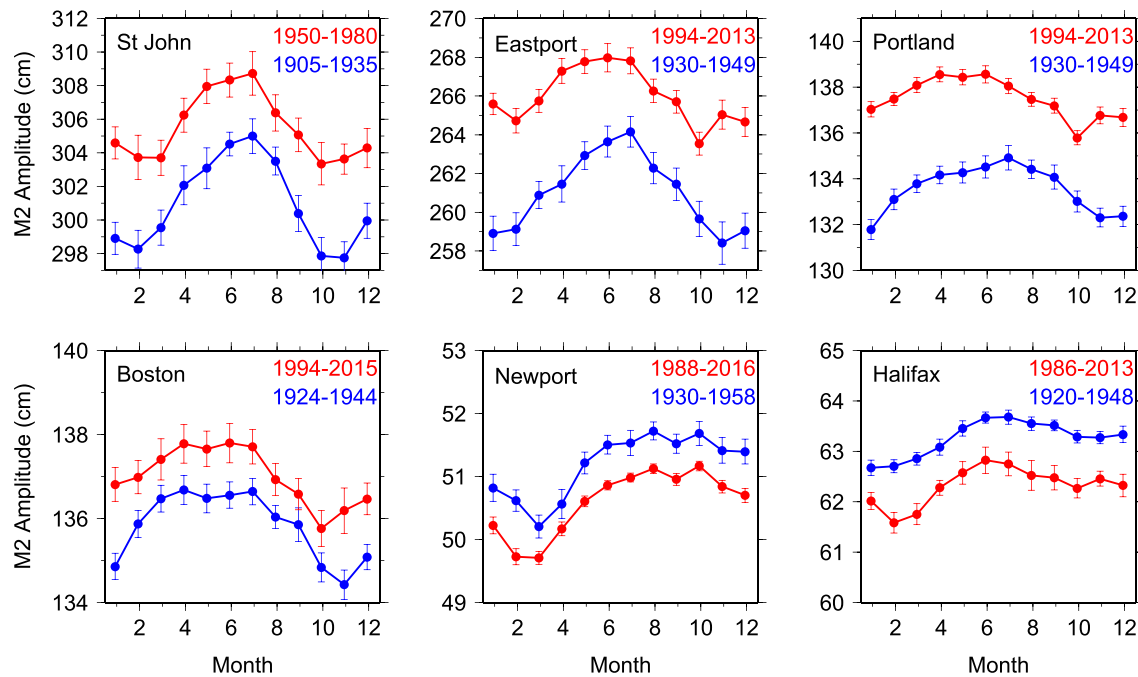 312
310
308
306
304
302
300
298
M2 Amplitude (cm)
St John
1950-1980
1905-1935
2 4 6 8 10 12
270
268
266
264
262
260
258
Eastport
1994-2013
1930-1949
2 4 6 8 10 12
140
138
136
134
132
130
Portland
1994-2013
1930-1949
2 4 6 8 10 12
140
138
136
134
M2 Amplitude (cm)
Boston
1994-2015
1924-1944
2 4 6 8 10 12
Month
53
52
51
50
49
Newport
1988-2016
1930-1958
2 4 6 8 10 12
Month
65
64
63
62
61
60
Halifax
1986-2013
1920-1948
2 4 6 8 10 12
Month